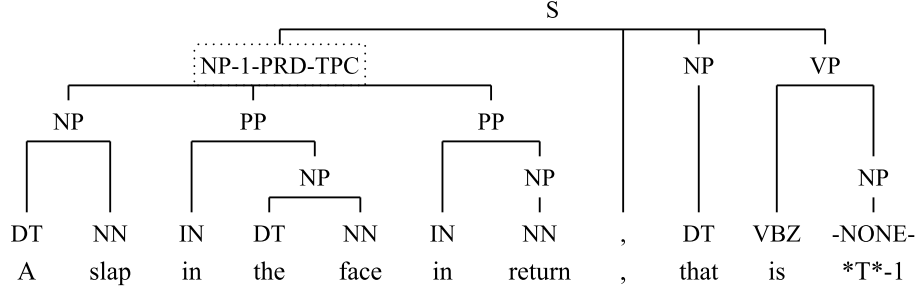 S
NP-1-PRD-TPC NP VP
NP PP PP
NP NP NP
DT NN IN DT NN IN NN , DT VBZ -NONE-
A slap in the face in return , that is *T*-1